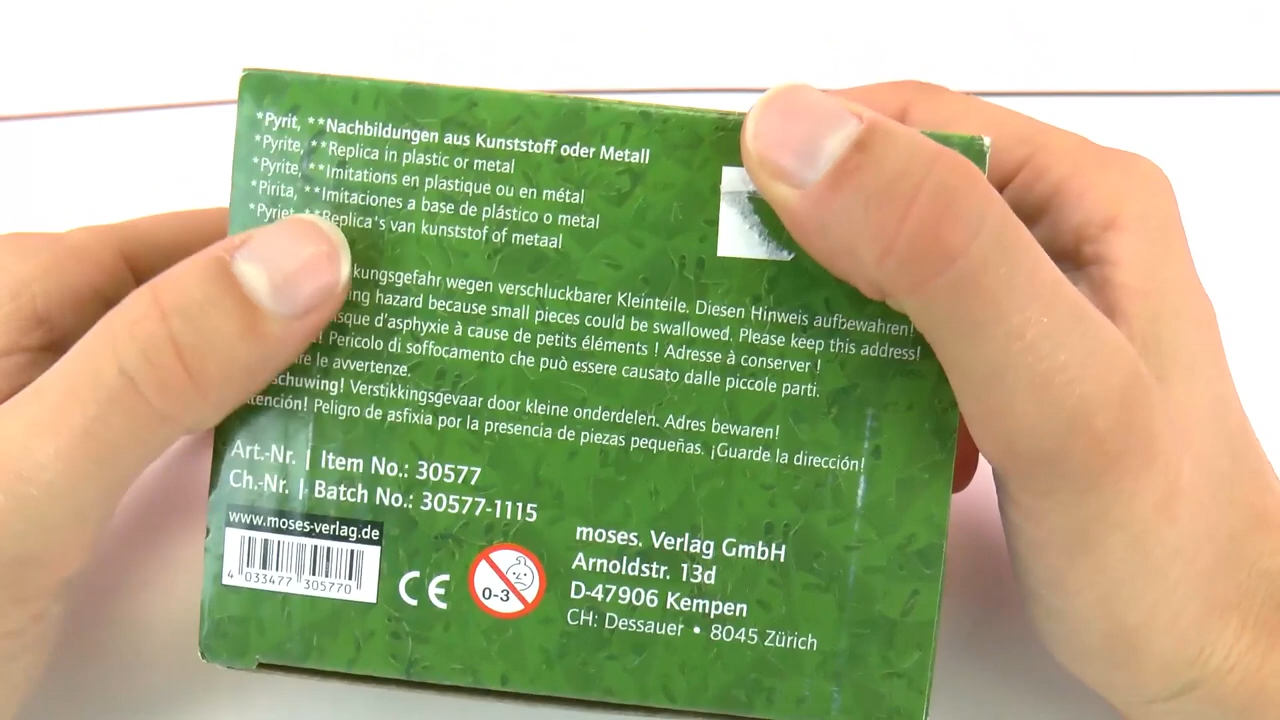 *Pyrit, **Nachbildungen aus Kunststoff oder Metall
*Pyrite, **Replica in plastic or metal
*Pyrite, **Imitations en plastique ou en métal
*Pirita, **Imitaciones a base de plástico o metal
*Pyriet, **Replica's van kunststof of metaal
wegen verschluckbarer Kleinteile. Diesen Hinweis aufbewahren!
hazard because small pieces could be swallowed. Please keep this address!
d'asphyxie à cause de petits éléments ! Adresse à conserver !
Pericolo di soffocamento che può essere causato dalle piccole parti.
le avvertenze.
Verstikkingsgevaar door kleine onderdelen. Adres bewaren!
Peligro de asfixia por la presencia de piezas pequeñas. ¡Guarde la dirección!
Art.-Nr. | Item No.: 30577
Ch.-Nr. | Batch No.: 30577-1115
www.moses-verlag.de
4 033477 305770
CE
0-3
moses. Verlag GmbH
Arnoldstr. 13d
D-47906 Kempen
CH: Dessauer • 8045 Zürich